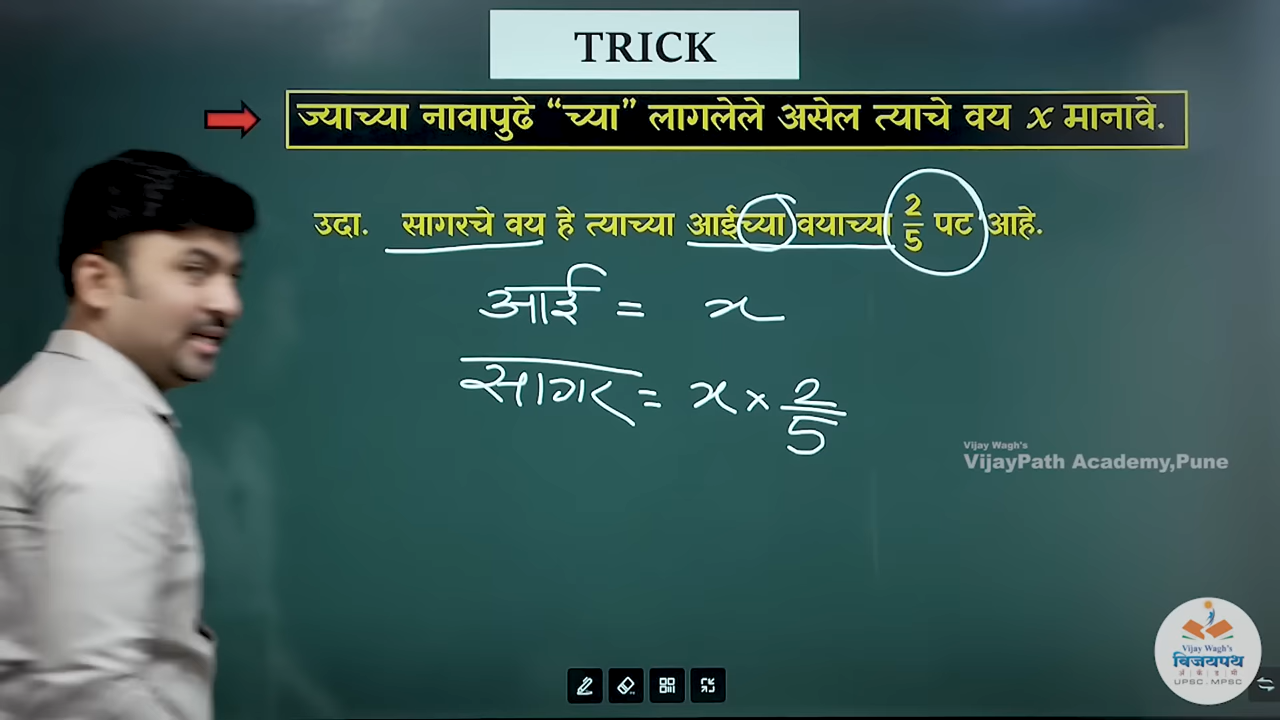 TRICK
ज्याच्या नावापुढे “च्या” लागलेले असेल त्याचे वय x मानावे.
उदा. सागरचे वय हे त्याच्या आईच्या वयाच्या 2/5 पट आहे.
आई = x
सागर = x × 2/5
Vijay Wagh's
VijayPath Academy,Pune
Vijay Wagh's
विजयपथ
UPSC - MPSC